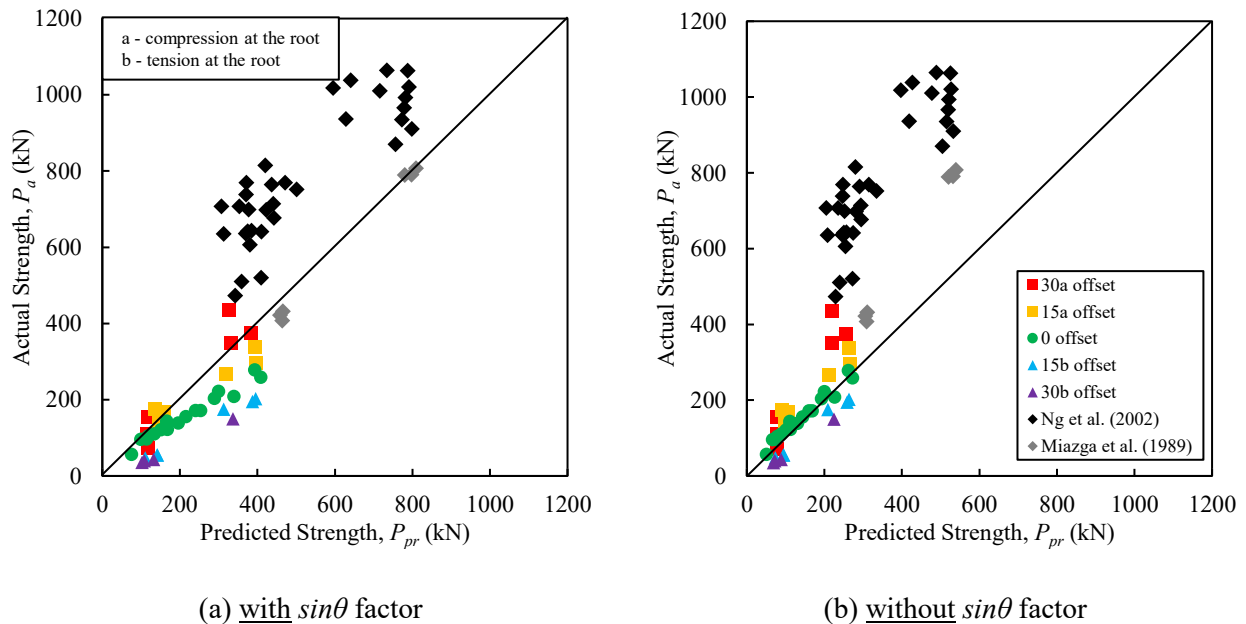 a - compression at the root
b - tension at the root
1200
1000
800
600
400
200
0
Actual Strength, Pa (kN)
0 200 400 600 800 1000 1200
Predicted Strength, Ppr (kN)
(a) with sinθ factor
1200
1000
800
600
400
200
0
Actual Strength, Pa (kN)
30a offset
15a offset
0 offset
15b offset
30b offset
Ng et al. (2002)
Miazga et al. (1989)
0 200 400 600 800 1000 1200
Predicted Strength, Ppr (kN)
(b) without sinθ factor